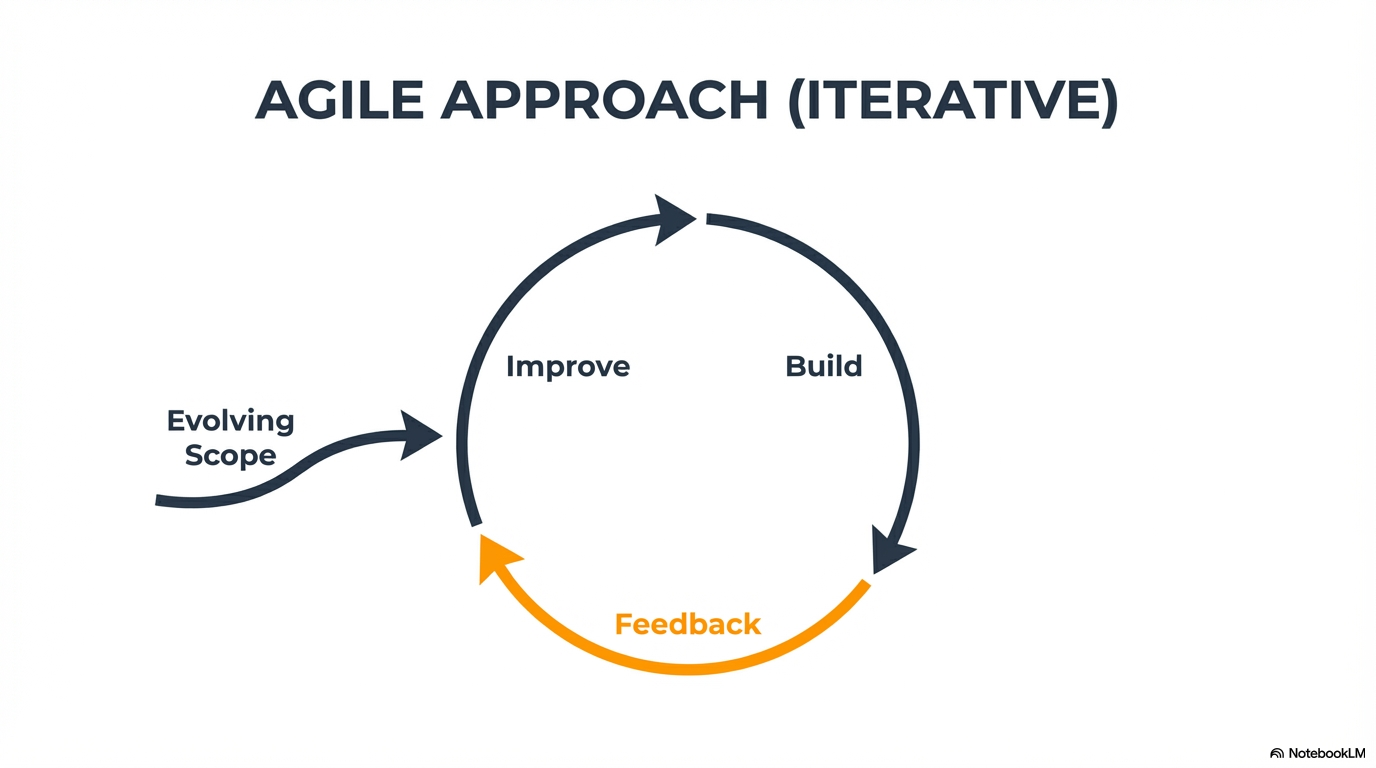 AGILE APPROACH (ITERATIVE)
Improve
Build
Evolving
Scope
Feedback
NotebookLM